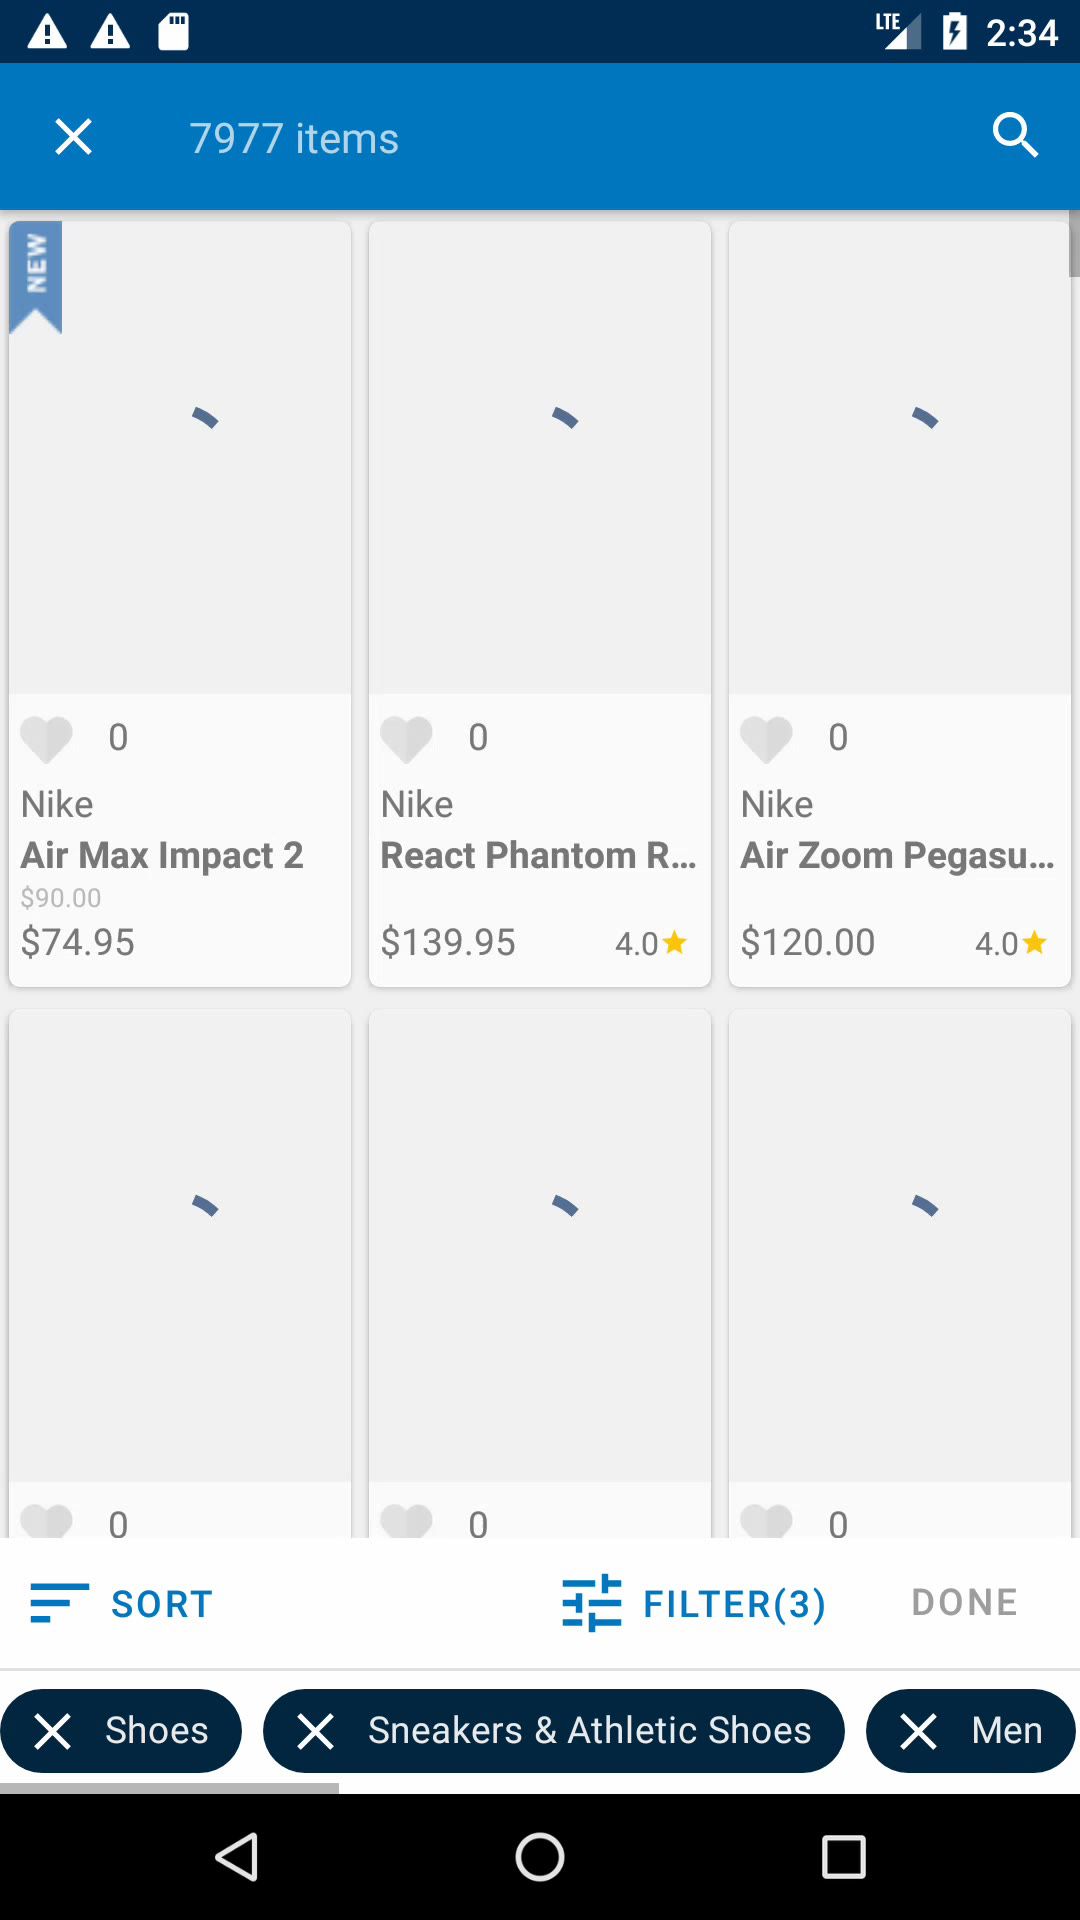 LTE 2:34
7977 items
NEW
0 0 0
Nike Nike Nike
Air Max Impact 2 React Phantom R... Air Zoom Pegasu...
$90.00
$74.95 $139.95 4.0 $120.00 4.0
0 0 0
SORT FILTER(3) DONE
Shoes Sneakers & Athletic Shoes Men